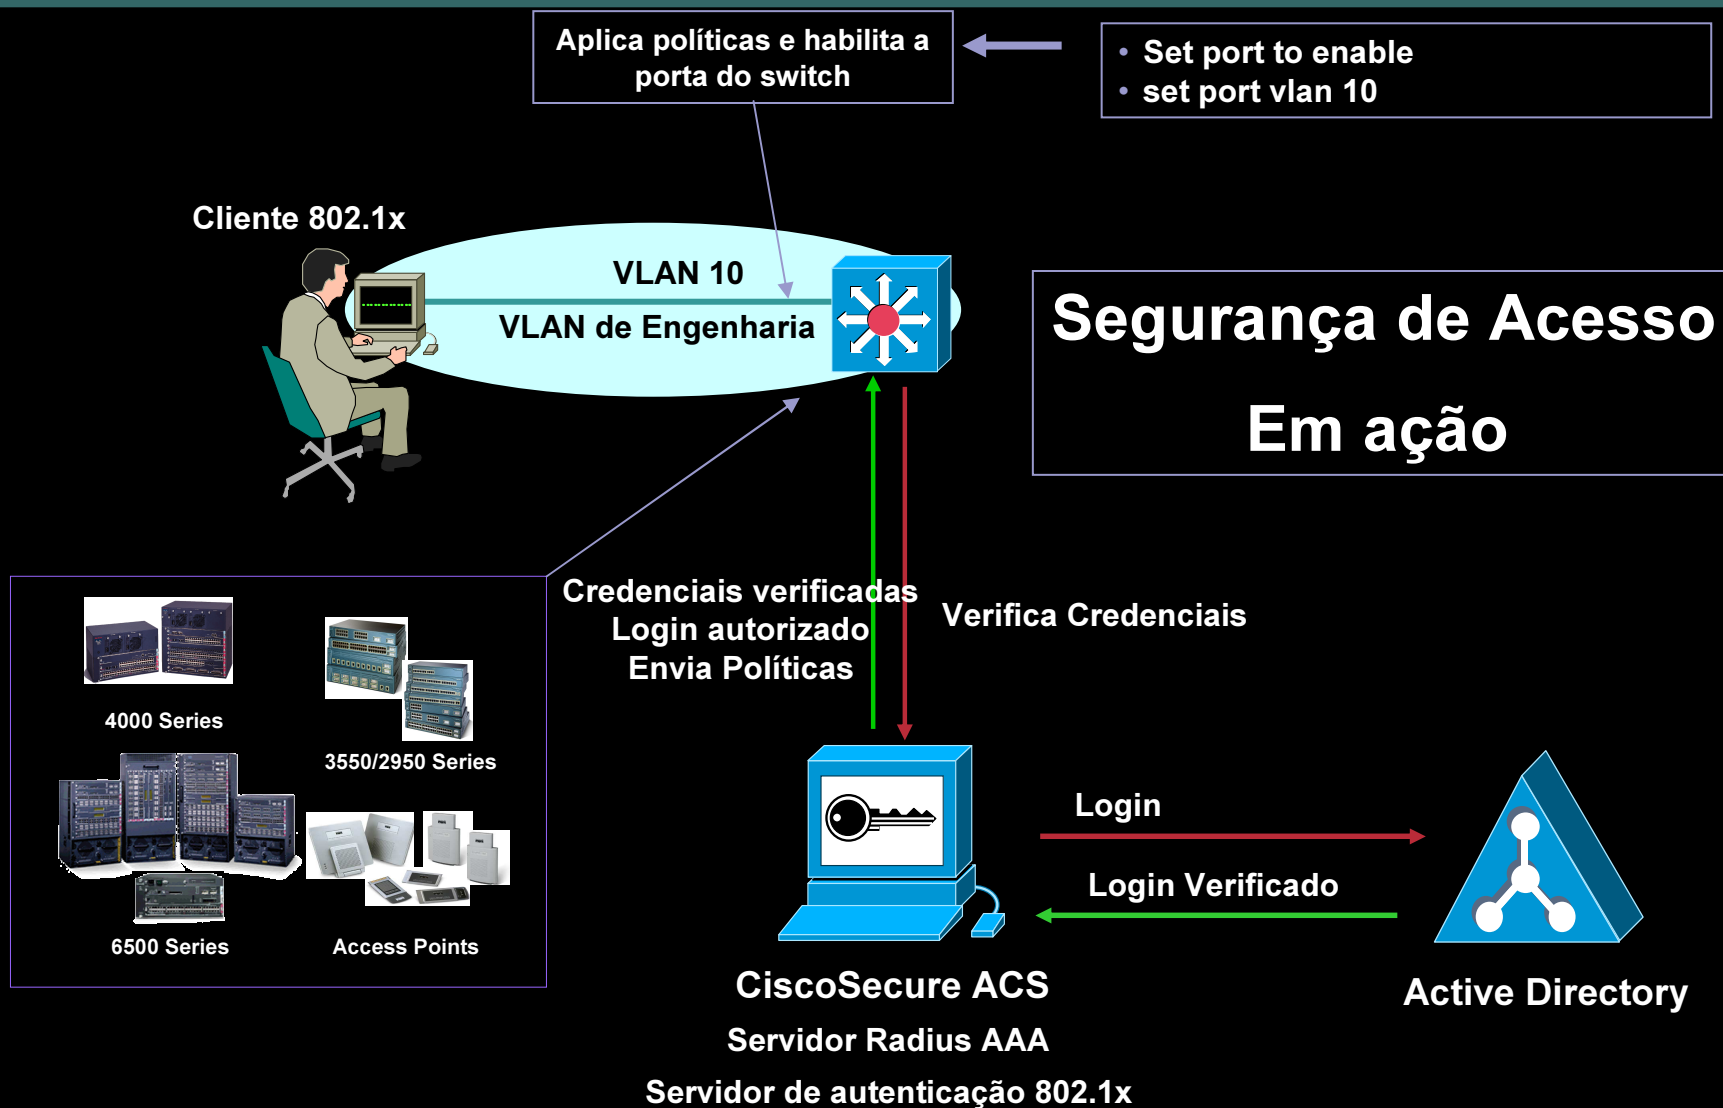 Aplica políticas e habilita a
porta do switch
• Set port to enable
• set port vlan 10
Cliente 802.1x
VLAN 10
VLAN de Engenharia
Segurança de Acesso
Em ação
Credenciais verificadas
Login autorizado
Envia Políticas
Verifica Credenciais
4000 Series
3550/2950 Series
6500 Series
Access Points
Login
Login Verificado
CiscoSecure ACS
Servidor Radius AAA
Servidor de autenticação 802.1x
Active Directory